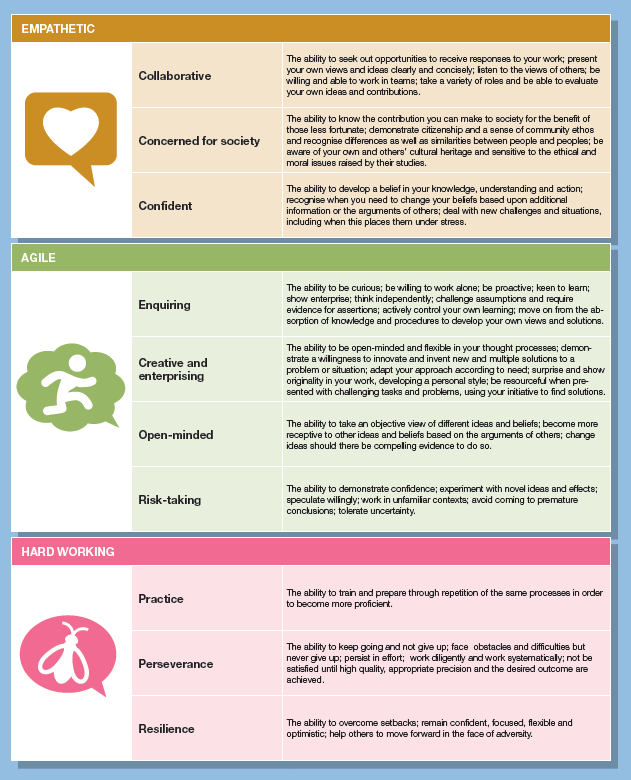 EMPATHETIC
Collaborative
The ability to seek out opportunities to receive responses to your work; present
your own views and ideas clearly and concisely; listen to the views of others; be
willing and able to work in teams; take a variety of roles and be able to evaluate
your own ideas and contributions.
Concerned for society
The ability to know the contribution you can make to society for the benefit of
those less fortunate; demonstrate citizenship and a sense of community ethos
and recognise differences as well as similarities between people and peoples; be
aware of your own and others' cultural heritage and sensitive to the ethical and
moral issues raised by their studies.
Confident
The ability to develop a belief in your knowledge, understanding and action;
recognise when you need to change your beliefs based upon additional
information or the arguments of others; deal with new challenges and situations,
including when this places them under stress.
AGILE
Enquiring
The ability to be curious; be willing to work alone; be proactive; keen to learn;
show enterprise; think independently; challenge assumptions and require
evidence for assertions; actively control your own learning; move on from the ab-
sorption of knowledge and procedures to develop your own views and solutions.
Creative and
enterprising
The ability to be open-minded and flexible in your thought processes; demon-
strate a willingness to innovate and invent new and multiple solutions to a
problem or situation; adapt your approach according to need; surprise and show
originality in your work, developing a personal style; be resourceful when pre-
sented with challenging tasks and problems, using your initiative to find solutions.
Open-minded
The ability to take an objective view of different ideas and beliefs; become more
receptive to other ideas and beliefs based on the arguments of others; change
ideas should there be compelling evidence to do so.
Risk-taking
The ability to demonstrate confidence; experiment with novel ideas and effects;
speculate willingly; work in unfamiliar contexts; avoid coming to premature
conclusions; tolerate uncertainty.
HARD WORKING
Practice
The ability to train and prepare through repetition of the same processes in order
to become more proficient.
Perseverance
The ability to keep going and not give up; face obstacles and difficulties but
never give up; persist in effort; work diligently and work systematically; not be
satisfied until high quality, appropriate precision and the desired outcome are
achieved.
Resilience
The ability to overcome setbacks; remain confident, focused, flexible and
optimistic; help others to move forward in the face of adversity.